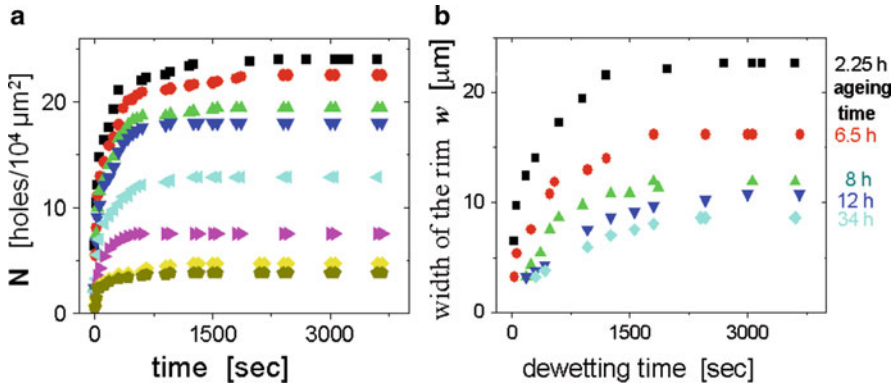 a
N [holes/10⁴ μm²]
20
10
0
0
1500
3000
time [sec]
b
width of the rim w [μm]
20
10
0
0
1500
3000
dewetting time [sec]
2.25 h
ageing
time
6.5 h
8 h
12 h
34 h